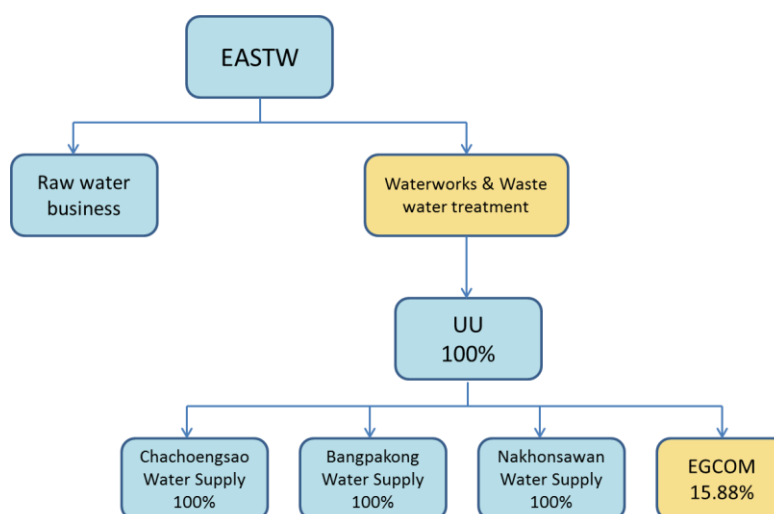 EASTW
Raw water
business
Waterworks & Waste
water treatment
UU
100%
Chachoengsao
Water Supply
100%
Bangpakong
Water Supply
100%
Nakhonsawan
Water Supply
100%
EGCOM
15.88%